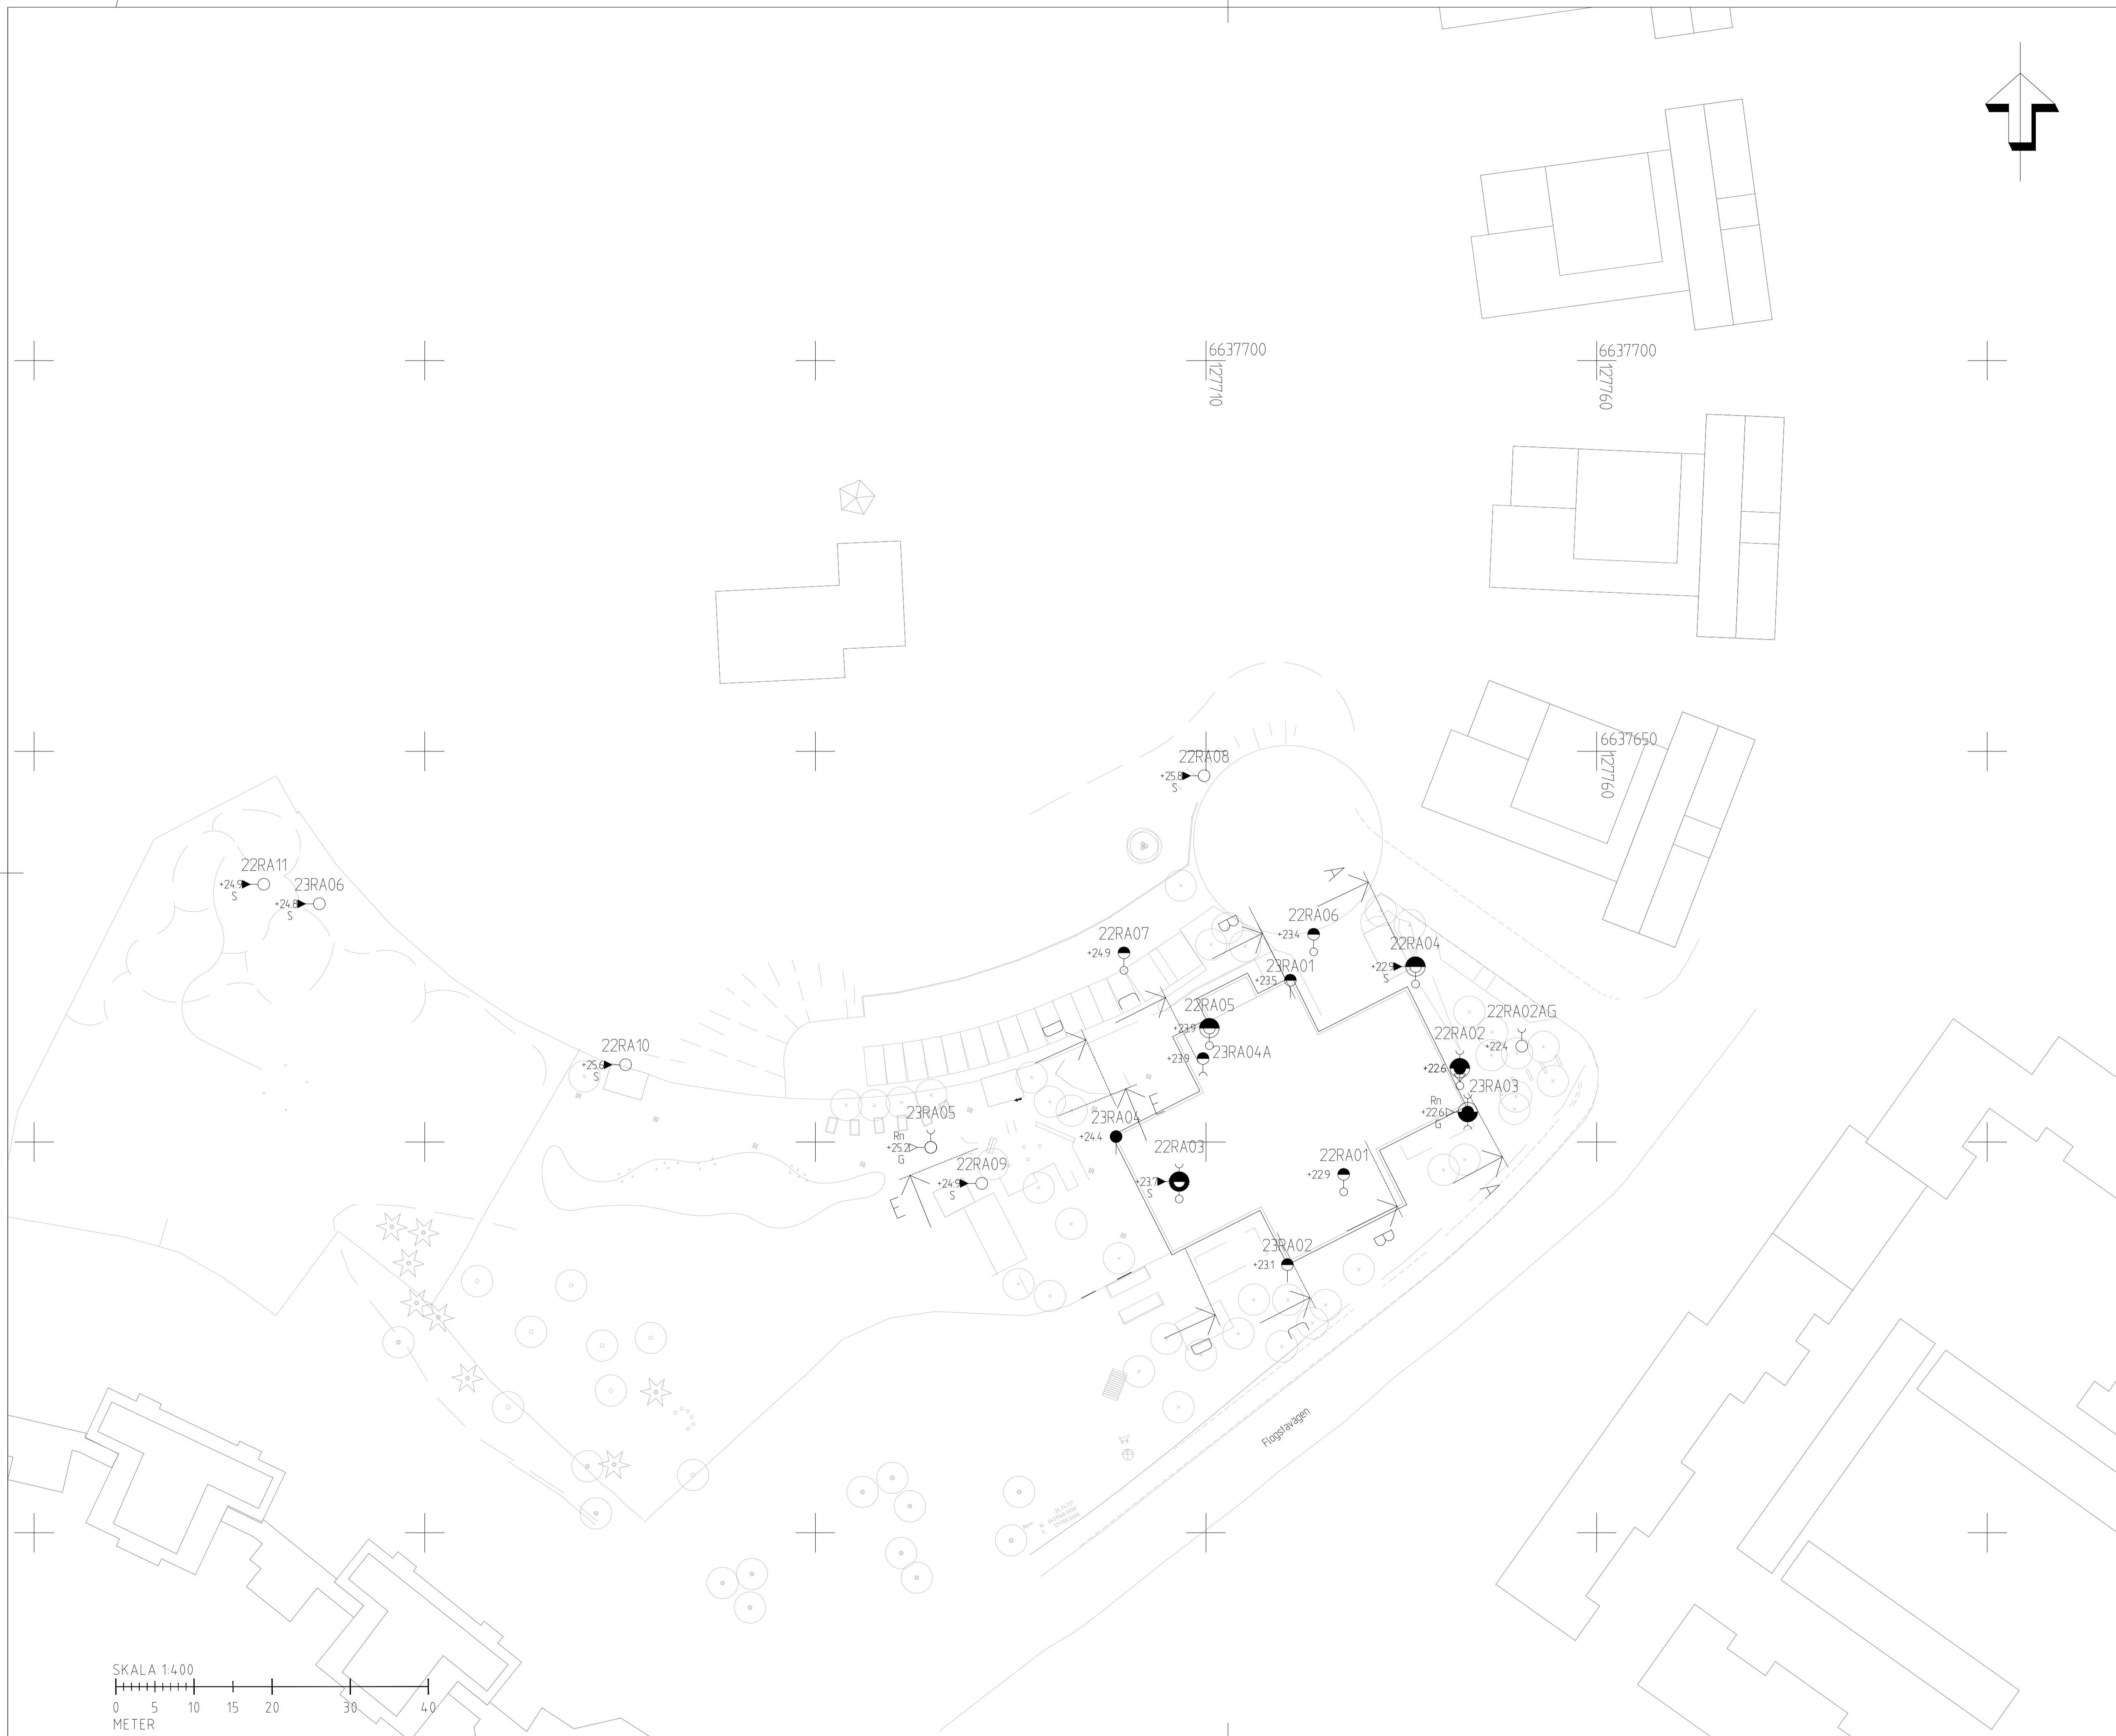 6637700
127710
6637700
127760
6637650
127760
22RA08
+25.8
S
22RA11
+24.9
S
23RA06
+24.8
S
A
B
22RA06
+23.4
22RA07
+24.9
22RA04
+22.9
S
23RA01
+23.5
C
22RA05
+23.9
22RA02AG
+22.4
D
22RA10
+25.6
S
22RA02
+22.6
23RA04A
+23.9
23RA03
Rn
+22.6
G
E
23RA05
Rn
+25.2
G
23RA04
+24.4
22RA03
+23.7
S
22RA01
+22.9
22RA09
+24.9
S
A
E
B
23RA02
+23.1
C
D
Flogstavägen
SKALA 1:400
0 5 10 15 20 30 40
METER